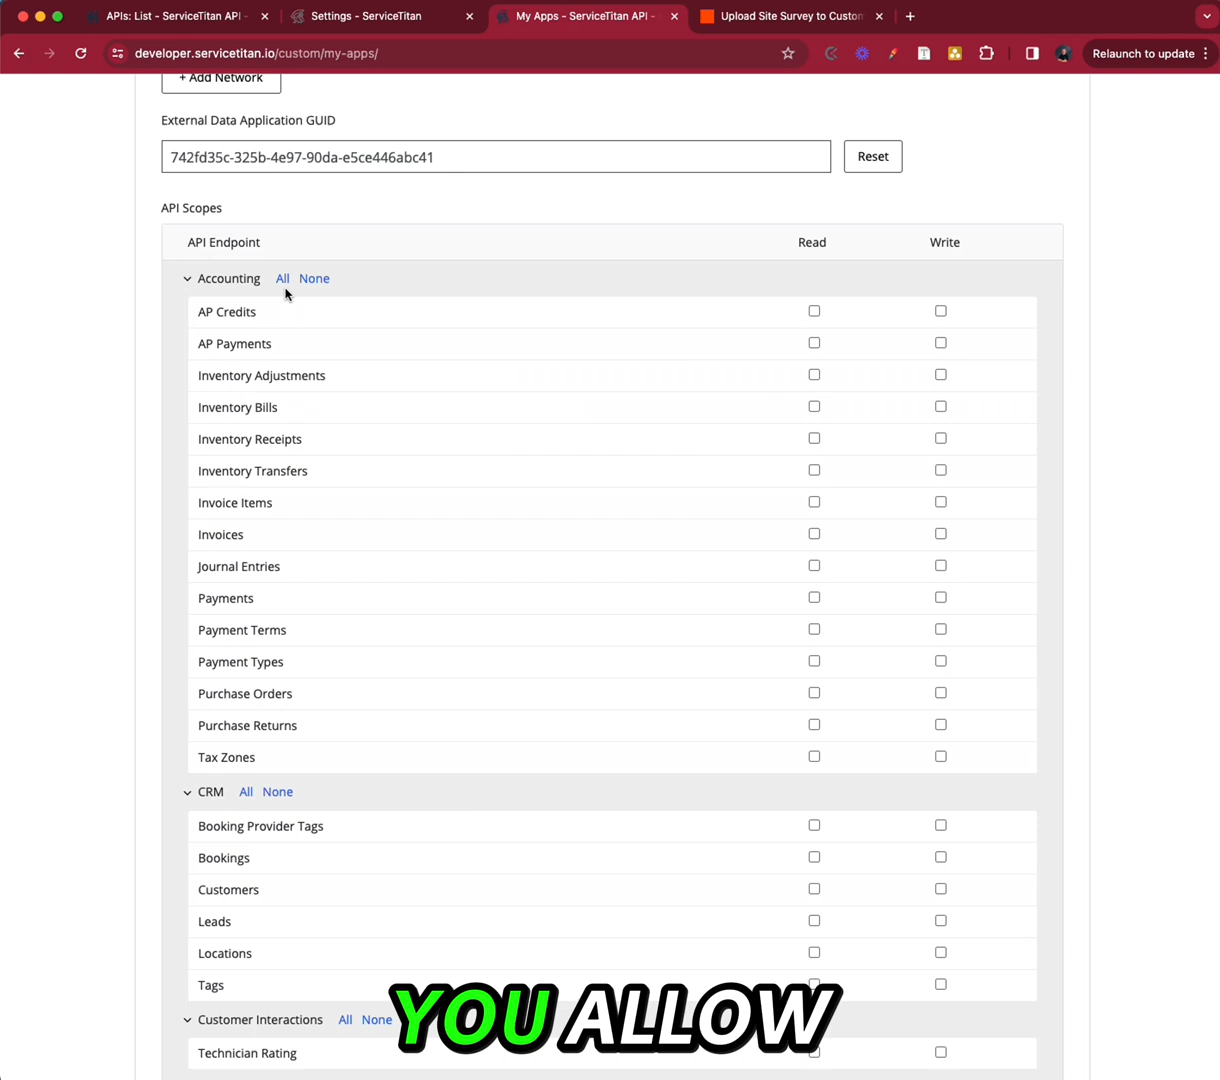 APIs: List - ServiceTitan API -
Settings - ServiceTitan
My Apps - ServiceTitan API -
Upload Site Survey to Custom
developer.servicetitan.io/custom/my-apps/
Relaunch to update
+ Add Network
External Data Application GUID
742fd35c-325b-4e97-90da-e5ce446abc41
Reset
API Scopes
API Endpoint Read Write
Accounting All None
AP Credits
AP Payments
Inventory Adjustments
Inventory Bills
Inventory Receipts
Inventory Transfers
Invoice Items
Invoices
Journal Entries
Payments
Payment Terms
Payment Types
Purchase Orders
Purchase Returns
Tax Zones
CRM All None
Booking Provider Tags
Bookings
Customers
Leads
Locations
Tags
YOU ALLOW
Customer Interactions All None
Technician Rating